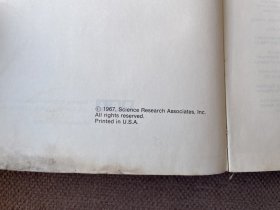 © 1967, Science Research Associates, Inc.
All rights reserved.
Printed in U.S.A.